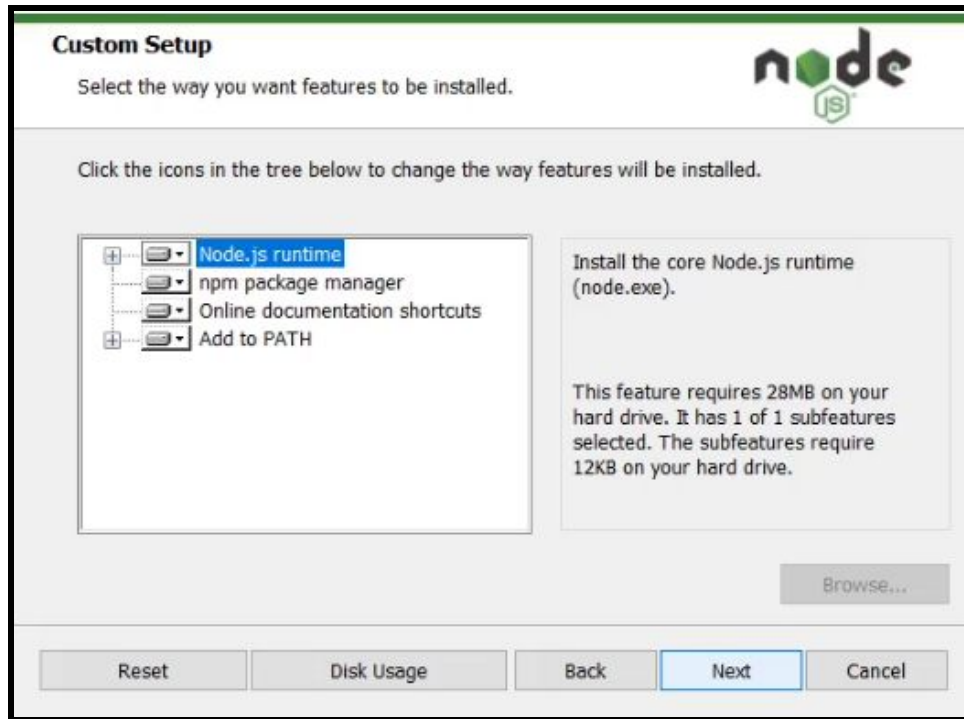 Custom Setup
Select the way you want features to be installed.
node
JS
Click the icons in the tree below to change the way features will be installed.
Node.js runtime
npm package manager
Online documentation shortcuts
Add to PATH
Install the core Node.js runtime
(node.exe).
This feature requires 28MB on your
hard drive. It has 1 of 1 subfeatures
selected. The subfeatures require
12KB on your hard drive.
Browse...
Reset Disk Usage Back Next Cancel